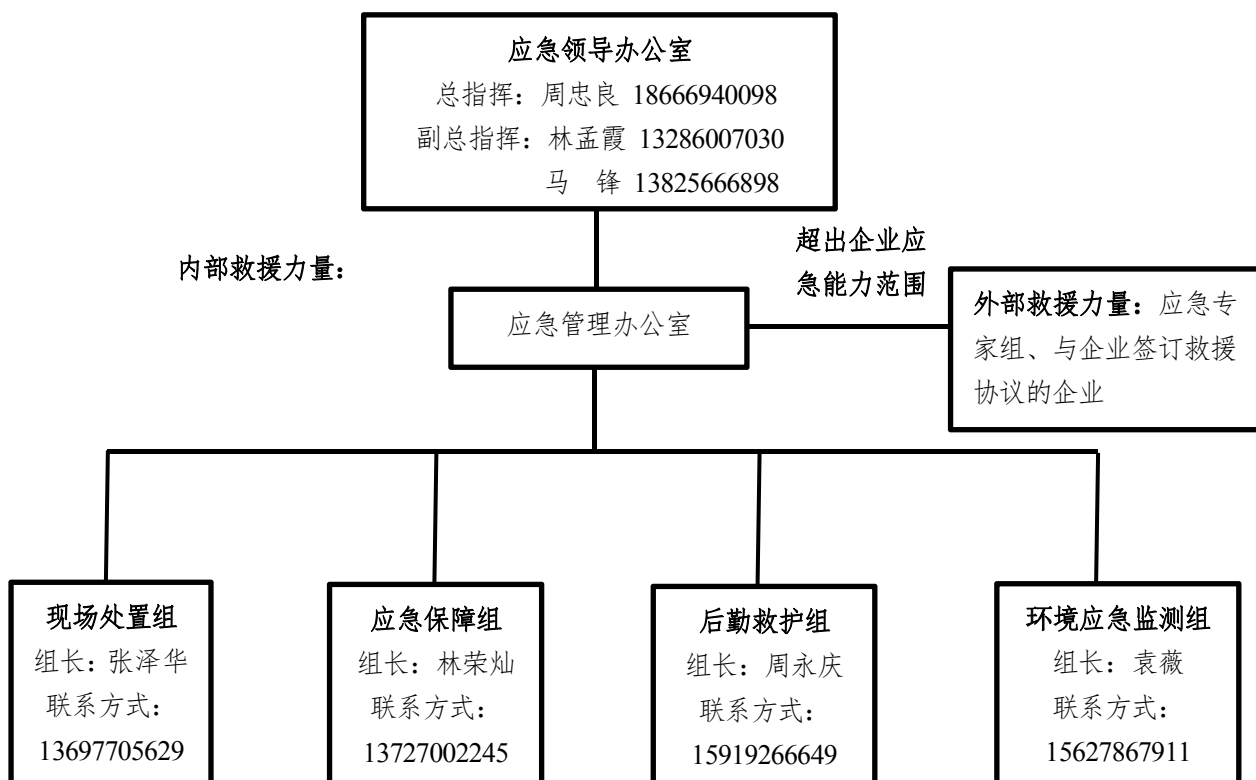 应急领导办公室
总指挥：周忠良 18666940098
副总指挥：林孟霞 13286007030
马　锋 13825666898
超出企业应
急能力范围
内部救援力量：
应急管理办公室
外部救援力量：应急专
家组、与企业签订救援
协议的企业
现场处置组
组长：张泽华
联系方式：
13697705629
应急保障组
组长：林荣灿
联系方式：
13727002245
后勤救护组
组长：周永庆
联系方式：
15919266649
环境应急监测组
组长：袁薇
联系方式：
15627867911